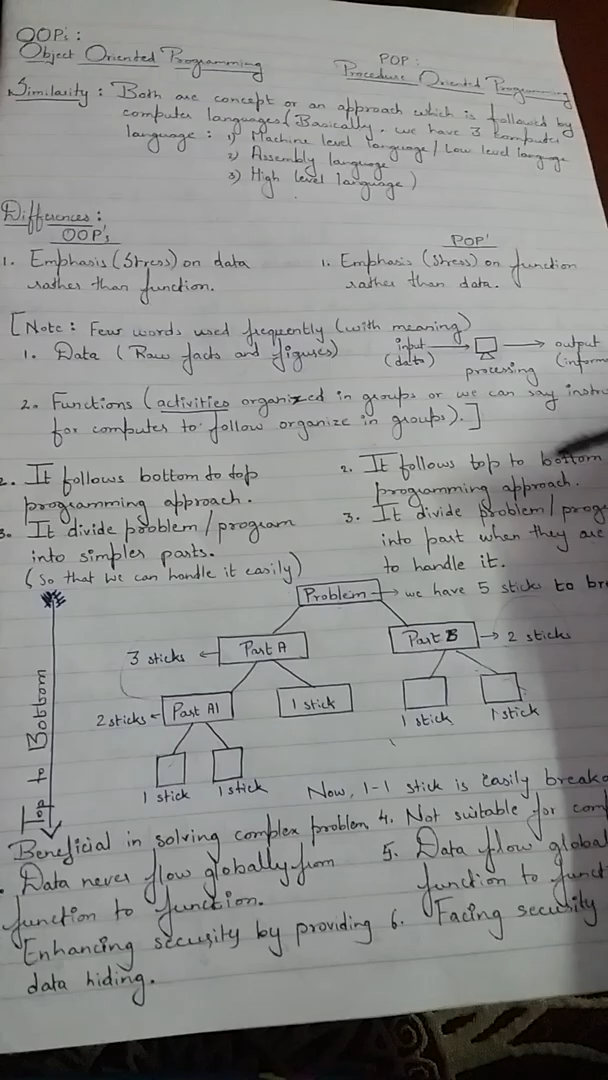 OOP's :
Object Oriented Programming
POP :
Procedure Oriented Programming
Similarity : Both are concept or an approach which is followed by
computer languages (Basically, we have 3 computer
language : 1) Machine level language / Low level language
2) Assembly language
3) High level language )
Differences :
OOP's
1. Emphasis (Stress) on data
rather than function.
POP'
1. Emphasis (Stress) on function
rather than data.
[Note : Few words used frequently (with meaning)
1. Data (Raw facts and figures)
input
(data)
processing
output
(inform
2. Functions (activities organized in groups or we can say instru
for computer to follow organize in groups). ]
2. It follows bottom to top
programming approach.
3. It divide problem / program
into simpler parts.
(So that we can handle it easily)
2. It follows top to bottom
programming approach.
3. It divide problem / prog
into part when they are
to handle it.
Problem → we have 5 sticks to bre
3 sticks ← Part A
Part B → 2 sticks
2 sticks ← Part A1
1 stick
1 stick
1 stick
1 stick
1 stick
Top to Bottom
Now, 1-1 stick is easily breaka
Beneficial in solving complex problem
4. Not suitable for com
. Data never flow globally from
function to function.
5. Data flow global
function to funct
Enhancing security by providing
data hiding.
6. Facing security